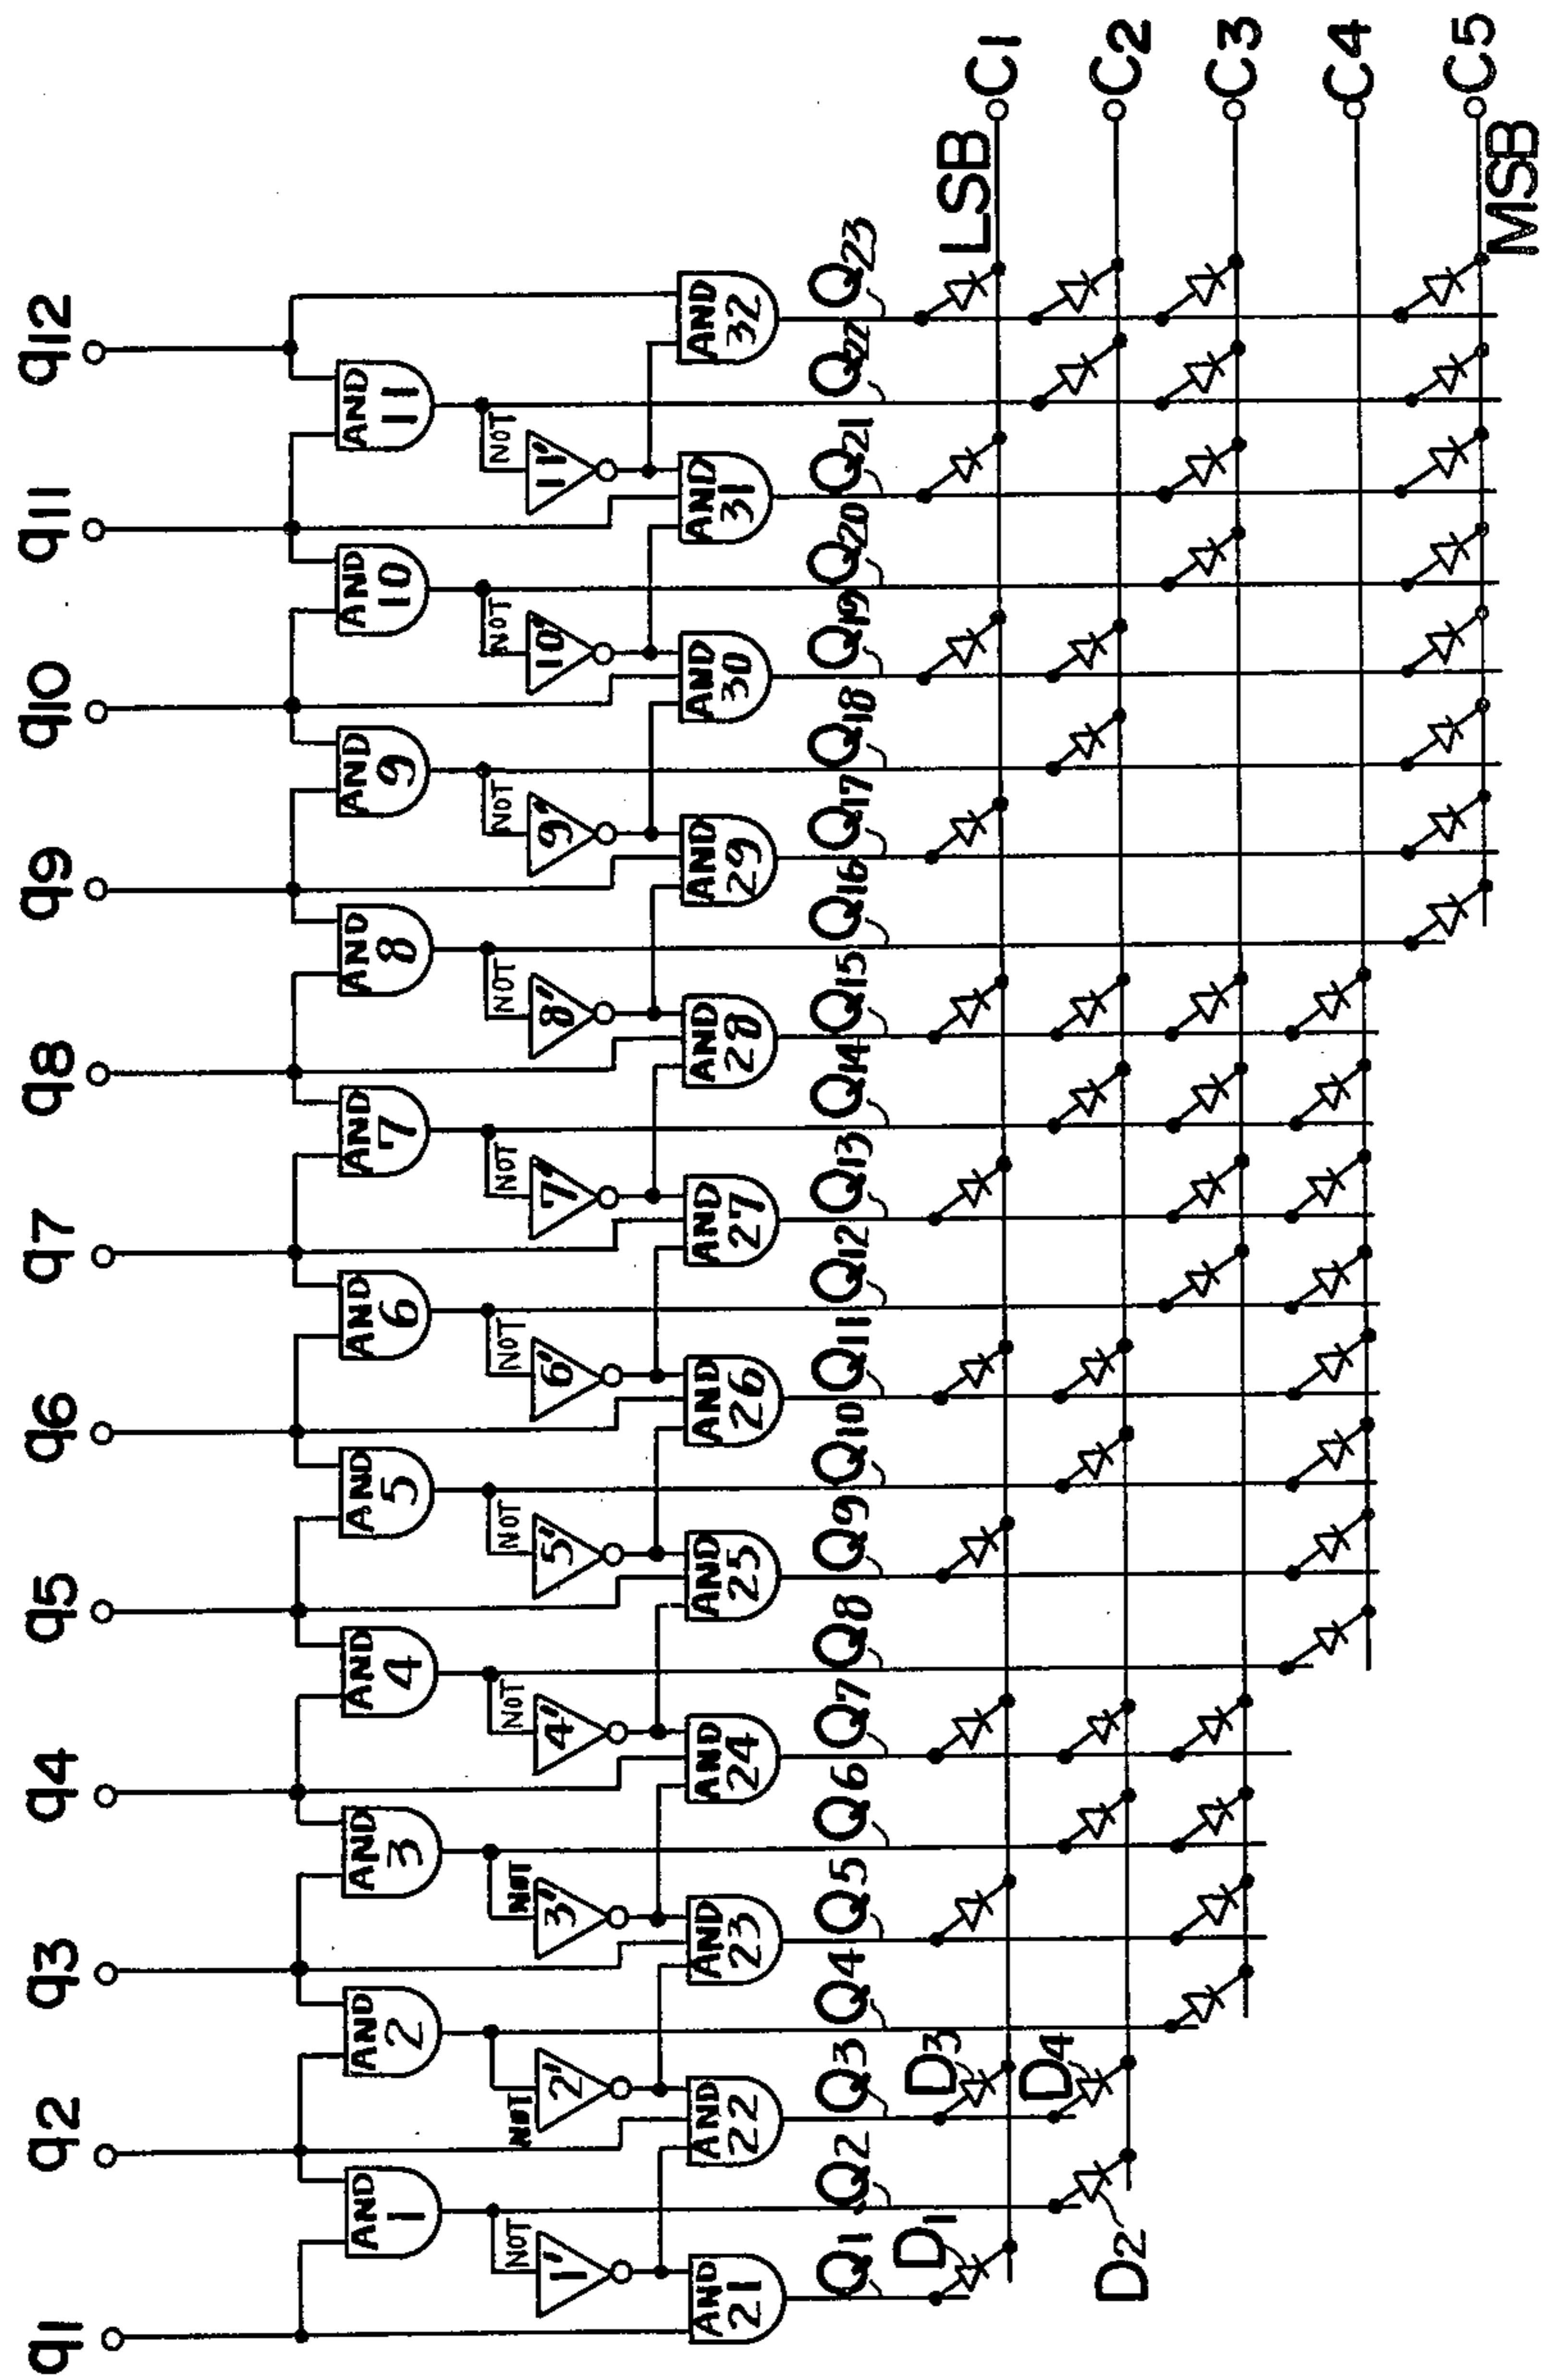 q1 q2 q3 q4 q5 q6 q7 q8 q9 q10 q11 q12
AND 1 AND 2 AND 3 AND 4 AND 5 AND 6 AND 7 AND 8 AND 9 AND 10 AND 11
NOT NOT NOT NOT NOT NOT NOT NOT NOT NOT NOT
1' 2' 3' 4' 5' 6' 7' 8' 9' 10' 11'
AND 21 AND 22 AND 23 AND 24 AND 25 AND 26 AND 27 AND 28 AND 29 AND 30 AND 31 AND 32
Q1 Q2 Q3 Q4 Q5 Q6 Q7 Q8 Q9 Q10 Q11 Q12 Q13 Q14 Q15 Q16 Q17 Q18 Q19 Q20 Q21 Q22 Q23
D1 D3 LSB C1
D2 D4 C2
C3
C4
C5
MSB